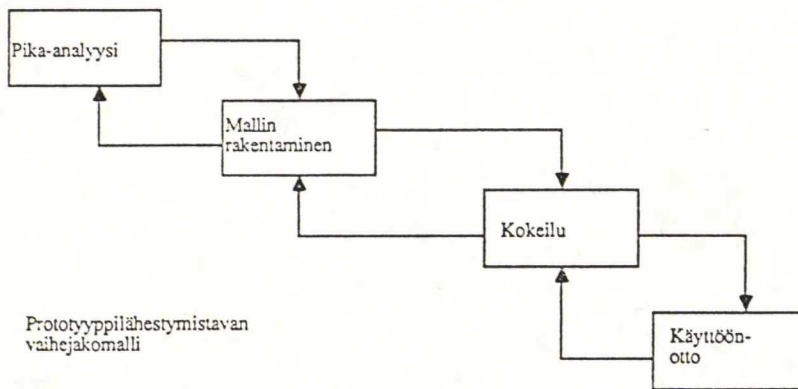 Pika-analyysi
Mallin
rakentaminen
Kokeilu
Käyttöön-
otto
Prototyyppilähestymistavan
vaihejakomalli